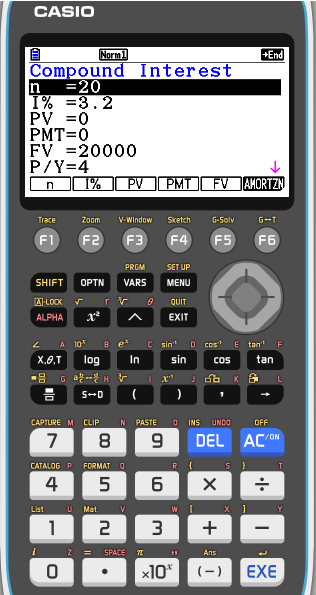 CASIO
Norm1 End
Compound Interest
n =20
I% =3.2
PV =0
PMT=0
FV =20000
P/Y=4
n I% PV PMT FV AMORTZN
Trace Zoom V-Window Sketch G-Solv G↔T
F1 F2 F3 F4 F5 F6
PRGM SET UP
SHIFT OPTN VARS MENU
A-LOCK √ r ∛ θ QUIT
ALPHA x² ^ EXIT
∠ A 10ˣ B eˣ C sin⁻¹ D cos⁻¹ E tan⁻¹ F
X,θ,T log ln sin cos tan
G H ∛ I x⁻¹ J K L
S↔D ( ) , →
CAPTURE M CLIP N PASTE O INS UNDO OFF
7 8 9 DEL AC/ON
CATALOG P FORMAT Q R { S } T
4 5 6 × ÷
List U Mat V W [ X ] Y
1 2 3 + −
i Z = SPACE π " Ans
0 • ×10ˣ (−) EXE